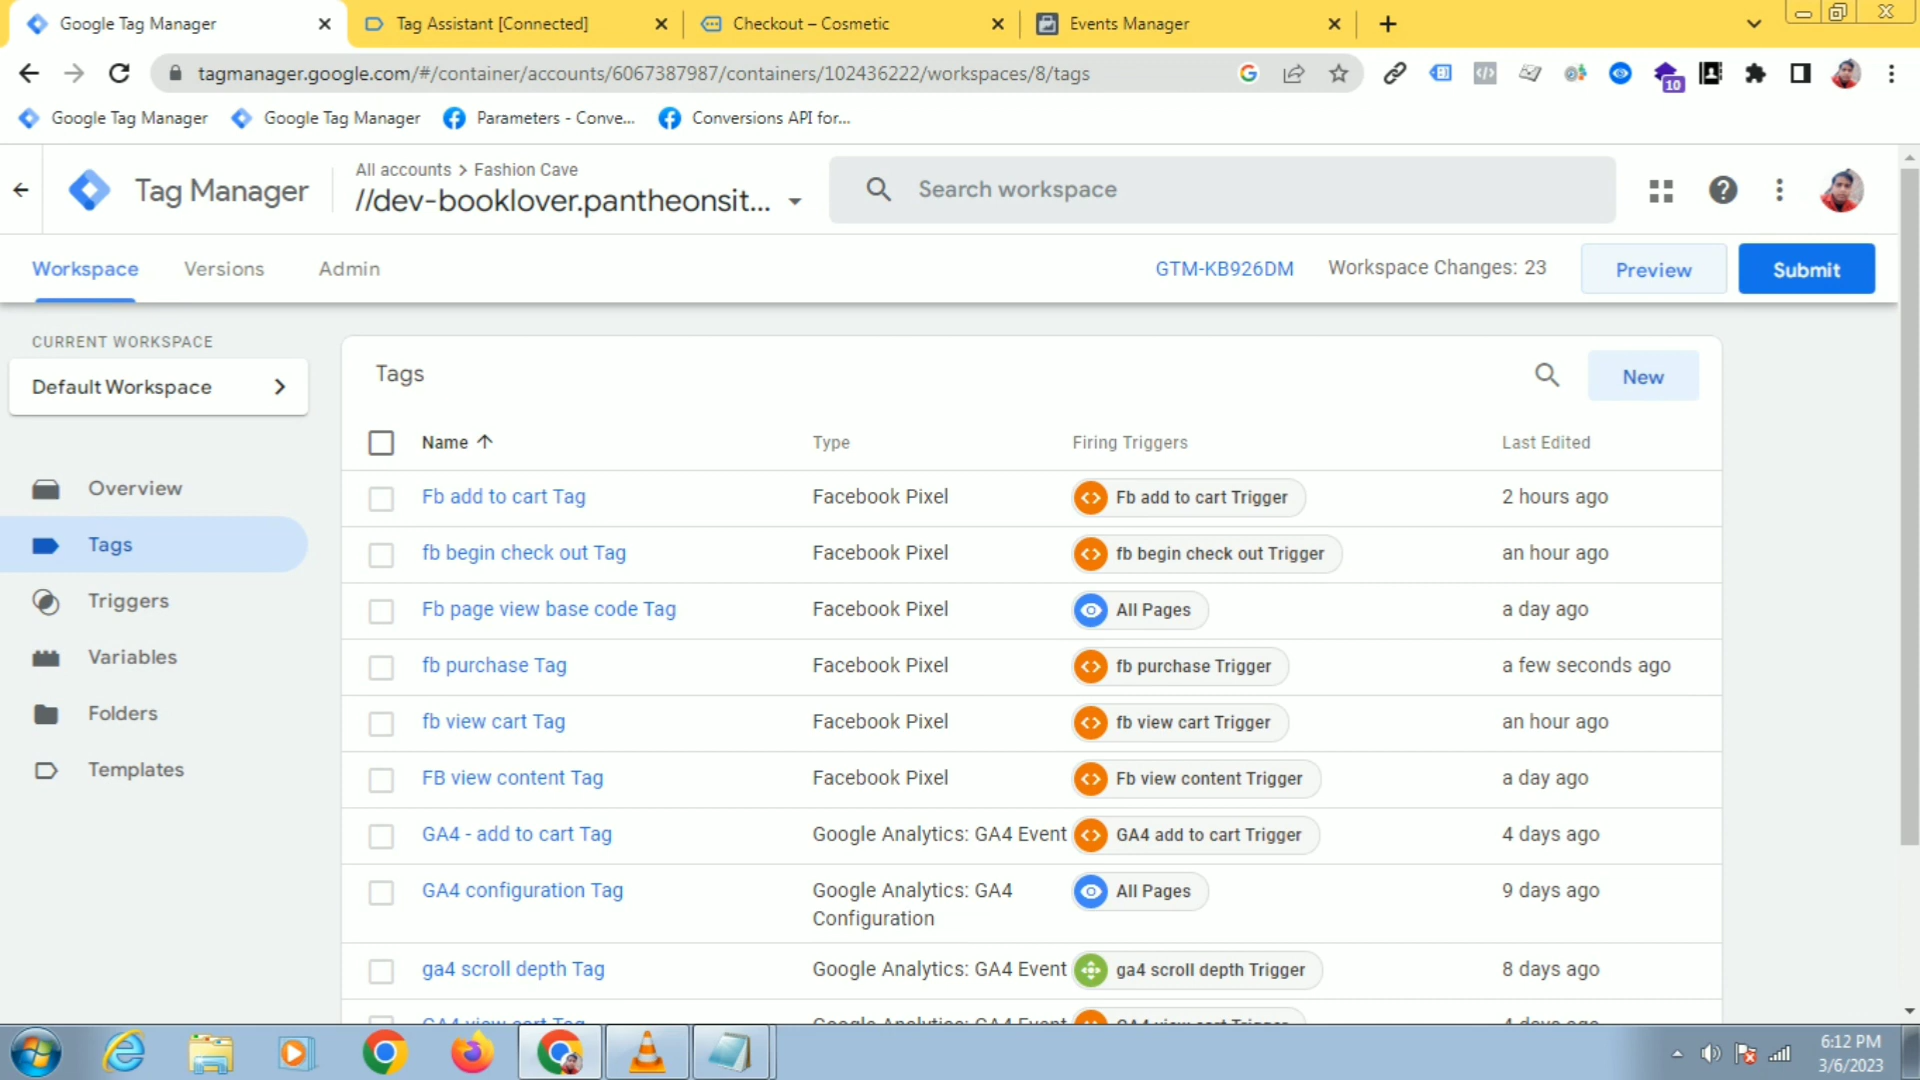 Google Tag Manager
Tag Assistant [Connected]
Checkout – Cosmetic
Events Manager
tagmanager.google.com/#/container/accounts/6067387987/containers/102436222/workspaces/8/tags
10
Google Tag Manager
Google Tag Manager
Parameters - Conve...
Conversions API for...
Tag Manager
All accounts > Fashion Cave
//dev-booklover.pantheonsit...
Search workspace
Workspace
Versions
Admin
GTM-KB926DM
Workspace Changes: 23
Preview
Submit
CURRENT WORKSPACE
Default Workspace
Overview
Tags
Triggers
Variables
Folders
Templates
Tags
New
Name Type Firing Triggers Last Edited
Fb add to cart Tag Facebook Pixel Fb add to cart Trigger 2 hours ago
fb begin check out Tag Facebook Pixel fb begin check out Trigger an hour ago
Fb page view base code Tag Facebook Pixel All Pages a day ago
fb purchase Tag Facebook Pixel fb purchase Trigger a few seconds ago
fb view cart Tag Facebook Pixel fb view cart Trigger an hour ago
FB view content Tag Facebook Pixel Fb view content Trigger a day ago
GA4 - add to cart Tag Google Analytics: GA4 Event GA4 add to cart Trigger 4 days ago
GA4 configuration Tag Google Analytics: GA4 All Pages 9 days ago
Configuration
ga4 scroll depth Tag Google Analytics: GA4 Event ga4 scroll depth Trigger 8 days ago
GA4 view cart Tag Google Analytics: GA4 Event GA4 view cart Trigger 4 days ago
6:12 PM
3/6/2023